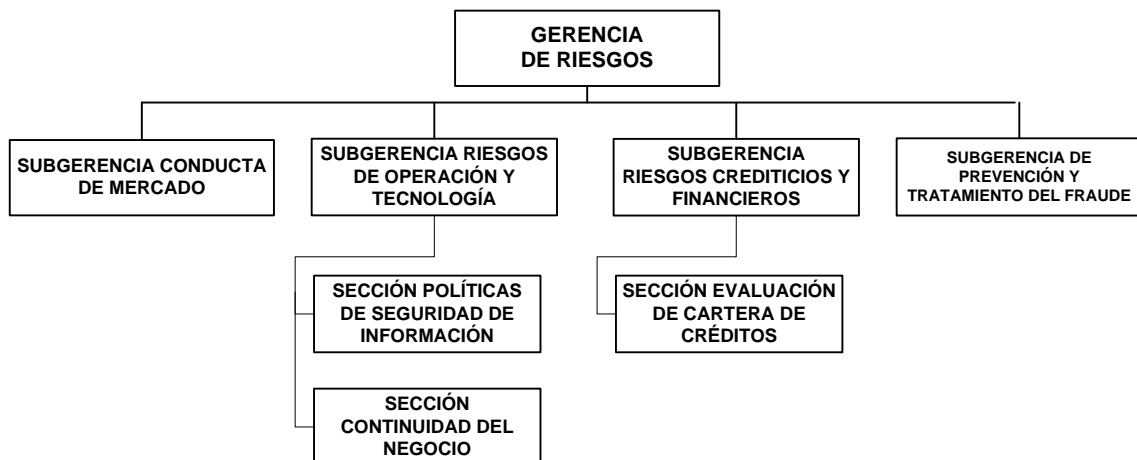 GERENCIA
DE RIESGOS
SUBGERENCIA CONDUCTA
DE MERCADO
SUBGERENCIA RIESGOS
DE OPERACIÓN Y
TECNOLOGÍA
SUBGERENCIA
RIESGOS CREDITICIOS Y
FINANCIEROS
SUBGERENCIA DE
PREVENCIÓN Y
TRATAMIENTO DEL FRAUDE
SECCIÓN POLÍTICAS
DE SEGURIDAD DE
INFORMACIÓN
SECCIÓN EVALUACIÓN
DE CARTERA DE
CRÉDITOS
SECCIÓN
CONTINUIDAD DEL
NEGOCIO